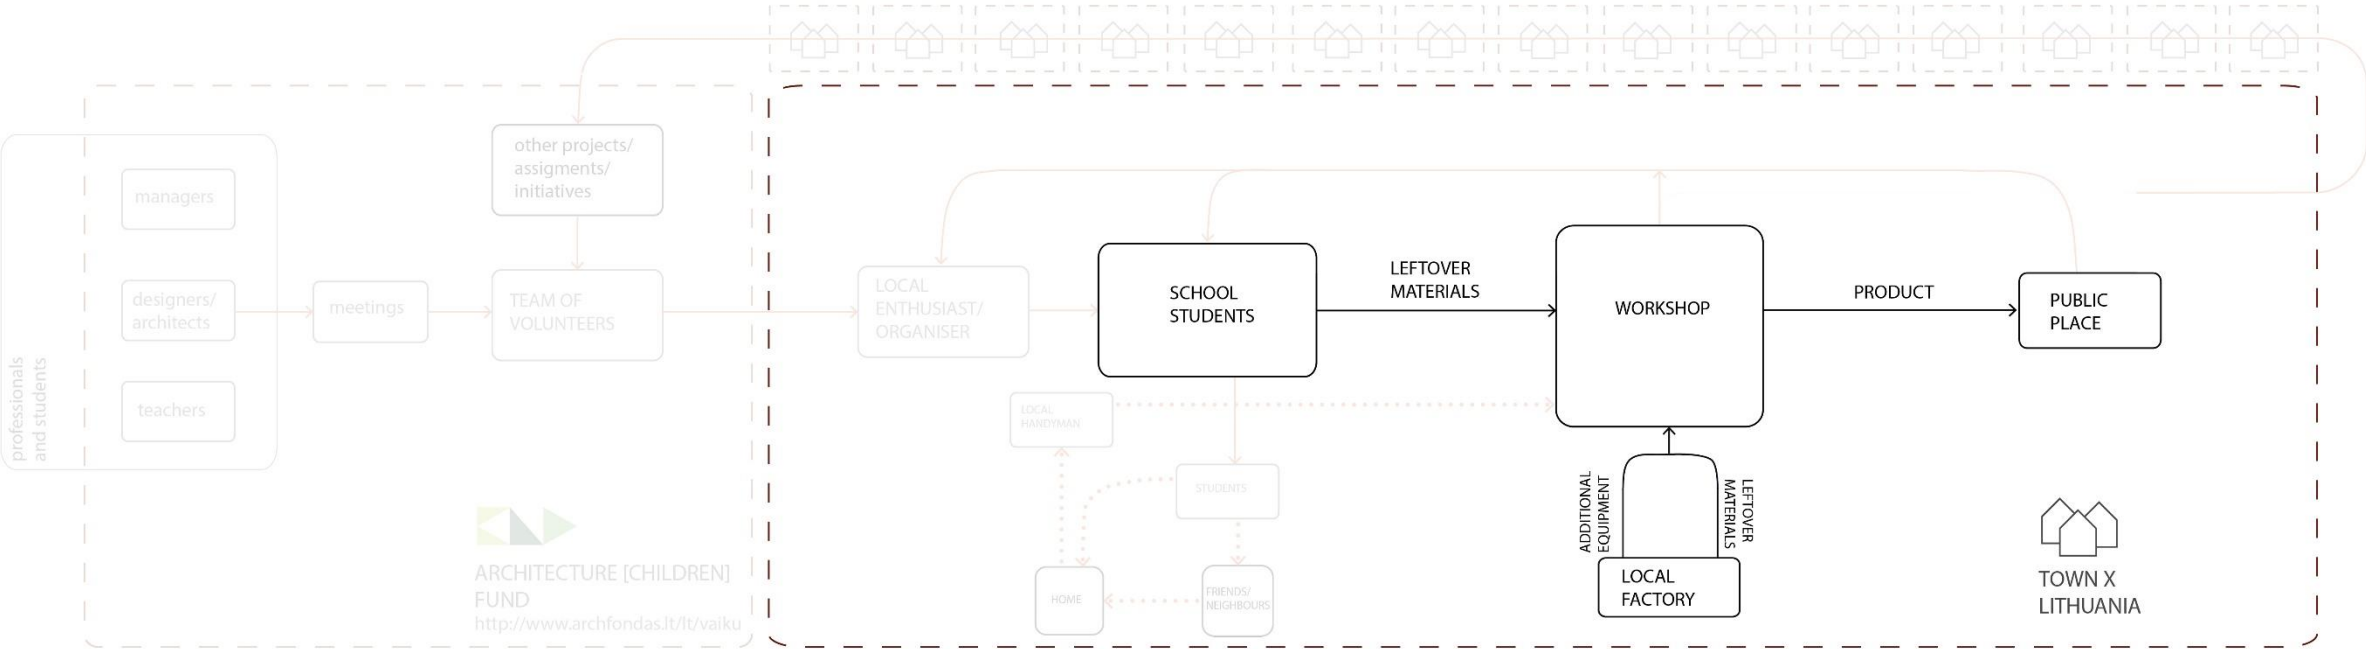 other projects/
assigments/
initiatives
managers
designers/
architects
teachers
professionals
and students
meetings
TEAM OF
VOLUNTEERS
ARCHITECTURE [CHILDREN]
FUND
http://www.archfondas.lt/lt/vaiku
LOCAL
ENTHUSIAST/
ORGANISER
SCHOOL
STUDENTS
LEFTOVER
MATERIALS
WORKSHOP
PRODUCT
PUBLIC
PLACE
LOCAL
HANDYMAN
STUDENTS
HOME
FRIENDS/
NEIGHBOURS
ADDITIONAL
EQUIPMENT
LEFTOVER
MATERIALS
LOCAL
FACTORY
TOWN X
LITHUANIA